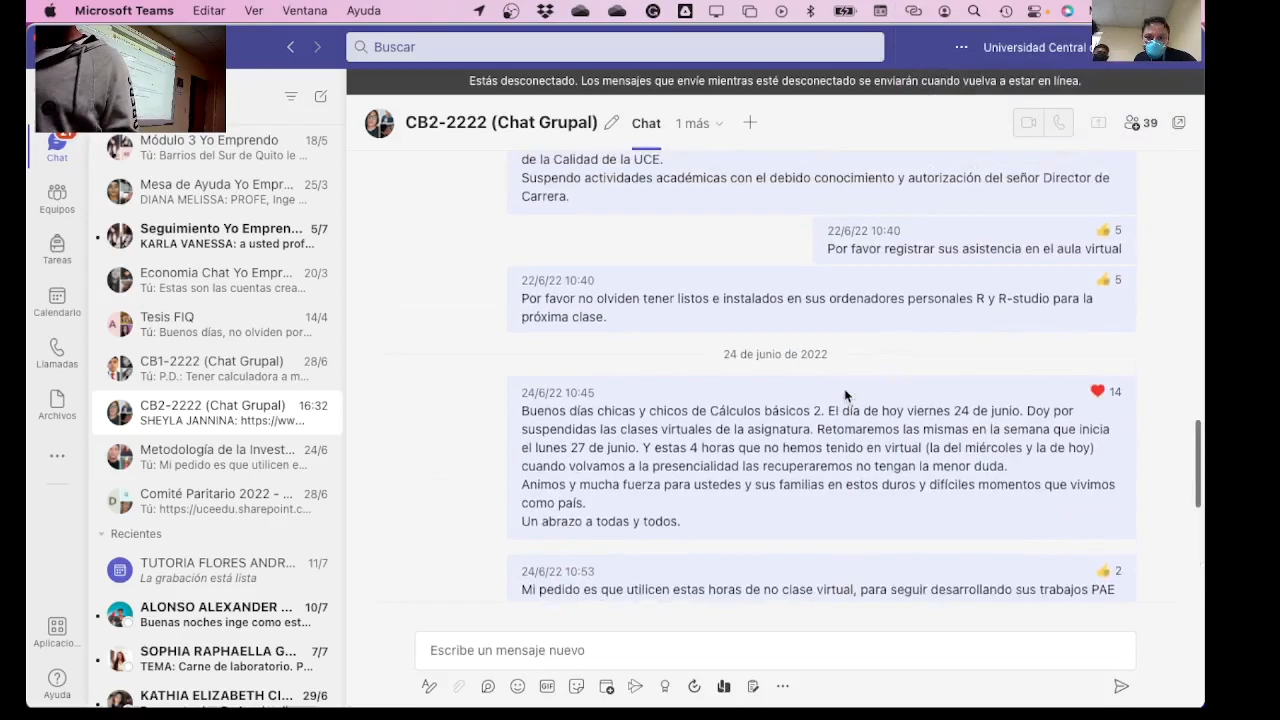 Microsoft Teams Editar Ver Ventana Ayuda
Buscar
Universidad Central
Estás desconectado. Los mensajes que envíe mientras esté desconectado se enviarán cuando vuelva a estar en línea.
CB2-2222 (Chat Grupal) Chat 1 más 39
Chat
Equipos
Tareas
Calendario
Llamadas
Archivos
Aplicacio...
Ayuda
Módulo 3 Yo Emprendo 18/5
Tú: Barrios del Sur de Quito le ...
Mesa de Ayuda Yo Empr... 25/3
DIANA MELISSA: PROFE, Inge ...
Seguimiento Yo Empren... 5/7
KARLA VANESSA: a usted prof...
Economia Chat Yo Empr... 20/3
Tú: Estas son las cuentas crea...
Tesis FIQ 14/4
Tú: Buenos días, no olviden por...
CB1-2222 (Chat Grupal) 28/6
Tú: P.D.: Tener calculadora a m...
CB2-2222 (Chat Grupal) 16:32
SHEYLA JANNINA: https://ww...
Metodología de la Invest... 24/6
Tú: Mi pedido es que utilicen e...
Comité Paritario 2022 - ... 28/6
Tú: https://uceedu.sharepoint.c...
Recientes
TUTORIA FLORES ANDR... 11/7
La grabación está lista
ALONSO ALEXANDER ... 10/7
Buenas noches inge como est...
SOPHIA RAPHAELLA G... 7/7
TEMA: Carne de laboratorio. P...
KATHIA ELIZABETH CI... 29/6
de la Calidad de la UCE.
Suspendo actividades académicas con el debido conocimiento y autorización del señor Director de
Carrera.
22/6/22 10:40 5
Por favor registrar sus asistencia en el aula virtual
22/6/22 10:40 5
Por favor no olviden tener listos e instalados en sus ordenadores personales R y R-studio para la
próxima clase.
24 de junio de 2022
24/6/22 10:45 14
Buenos días chicas y chicos de Cálculos básicos 2. El día de hoy viernes 24 de junio. Doy por
suspendidas las clases virtuales de la asignatura. Retomaremos las mismas en la semana que inicia
el lunes 27 de junio. Y estas 4 horas que no hemos tenido en virtual (la del miércoles y la de hoy)
cuando volvamos a la presencialidad las recuperaremos no tengan la menor duda.
Animos y mucha fuerza para ustedes y sus familias en estos duros y difíciles momentos que vivimos
como país.
Un abrazo a todas y todos.
24/6/22 10:53 2
Mi pedido es que utilicen estas horas de no clase virtual, para seguir desarrollando sus trabajos PAE
Escribe un mensaje nuevo
GIF